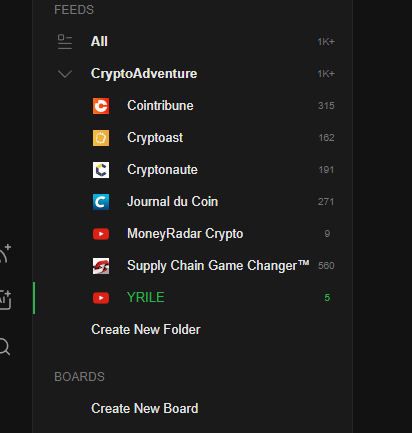 FEEDS
All 1K+
CryptoAdventure 1K+
Cointribune 315
Cryptoast 162
Cryptonaute 191
Journal du Coin 271
MoneyRadar Crypto 9
Supply Chain Game Changer™ 560
YRILE 5
Create New Folder
BOARDS
Create New Board